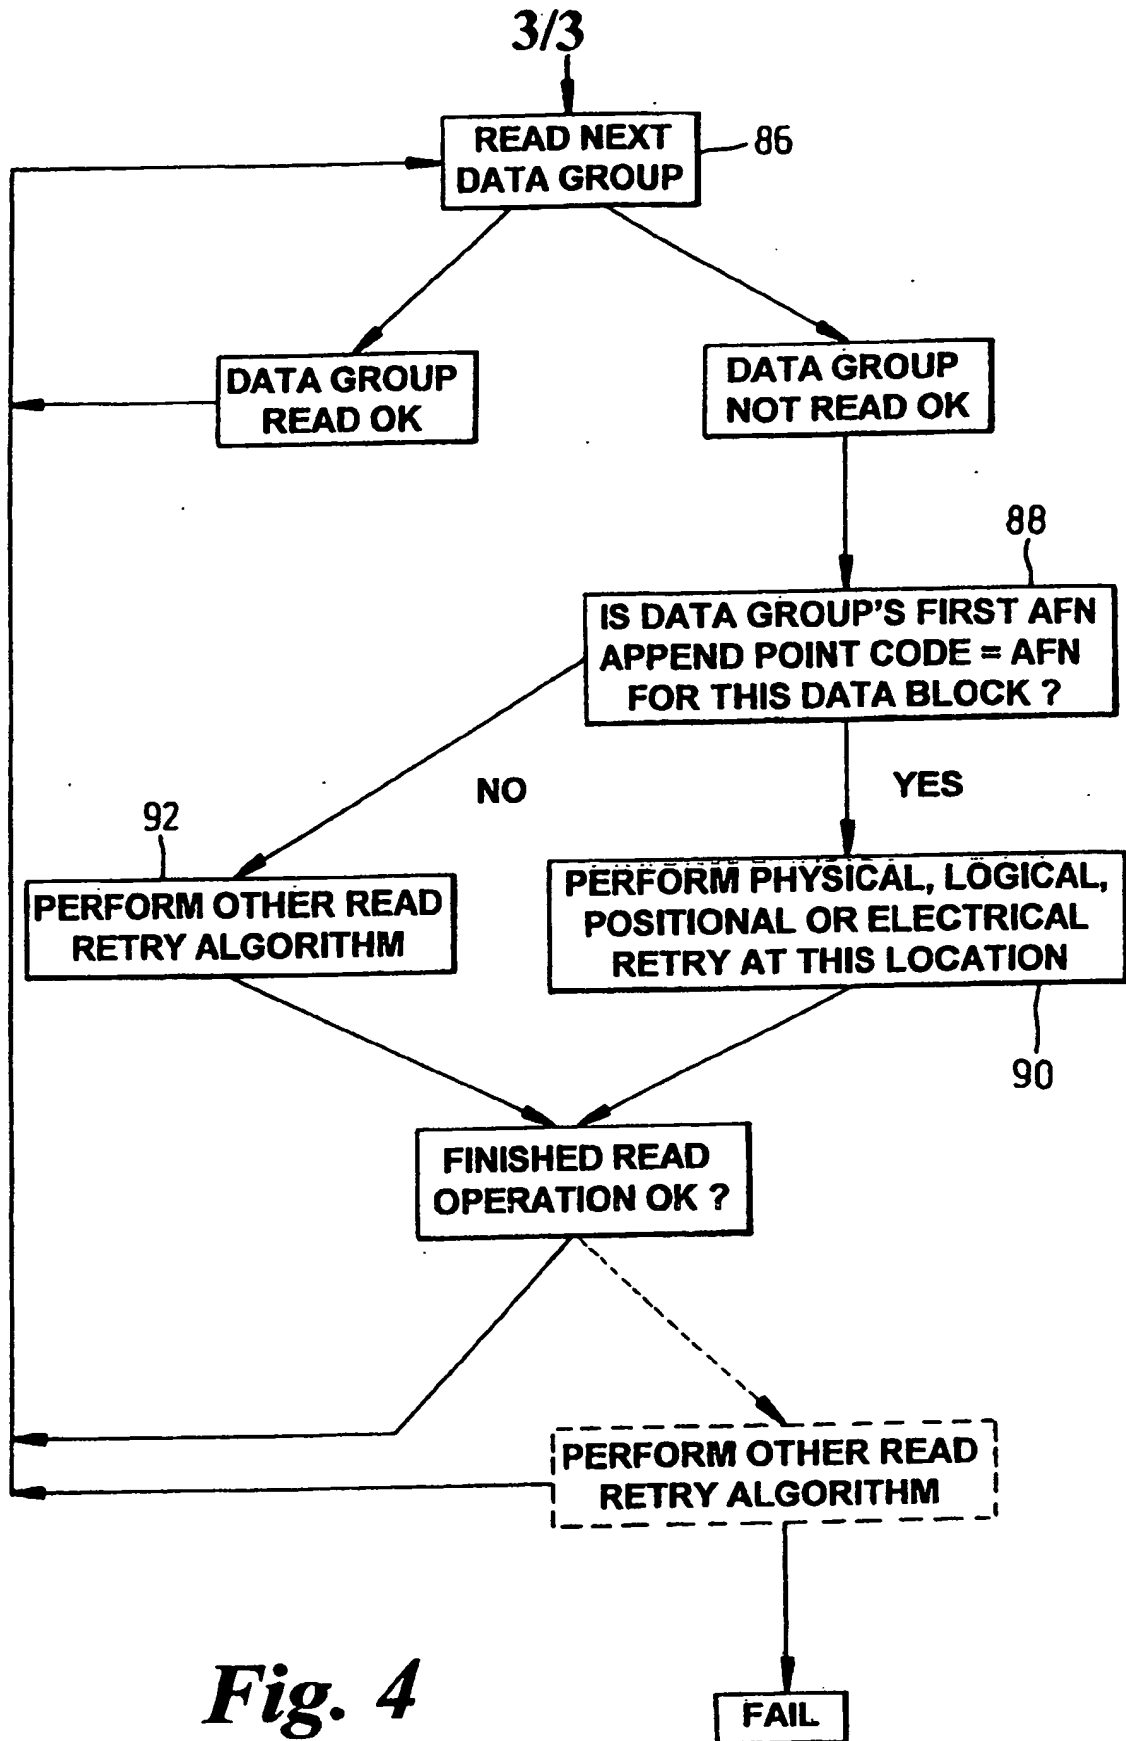 3/3
READ NEXT
DATA GROUP
86
DATA GROUP
READ OK
DATA GROUP
NOT READ OK
88
IS DATA GROUP'S FIRST AFN
APPEND POINT CODE = AFN
FOR THIS DATA BLOCK ?
NO
YES
92
PERFORM OTHER READ
RETRY ALGORITHM
PERFORM PHYSICAL, LOGICAL,
POSITIONAL OR ELECTRICAL
RETRY AT THIS LOCATION
90
FINISHED READ
OPERATION OK ?
PERFORM OTHER READ
RETRY ALGORITHM
FAIL
Fig. 4